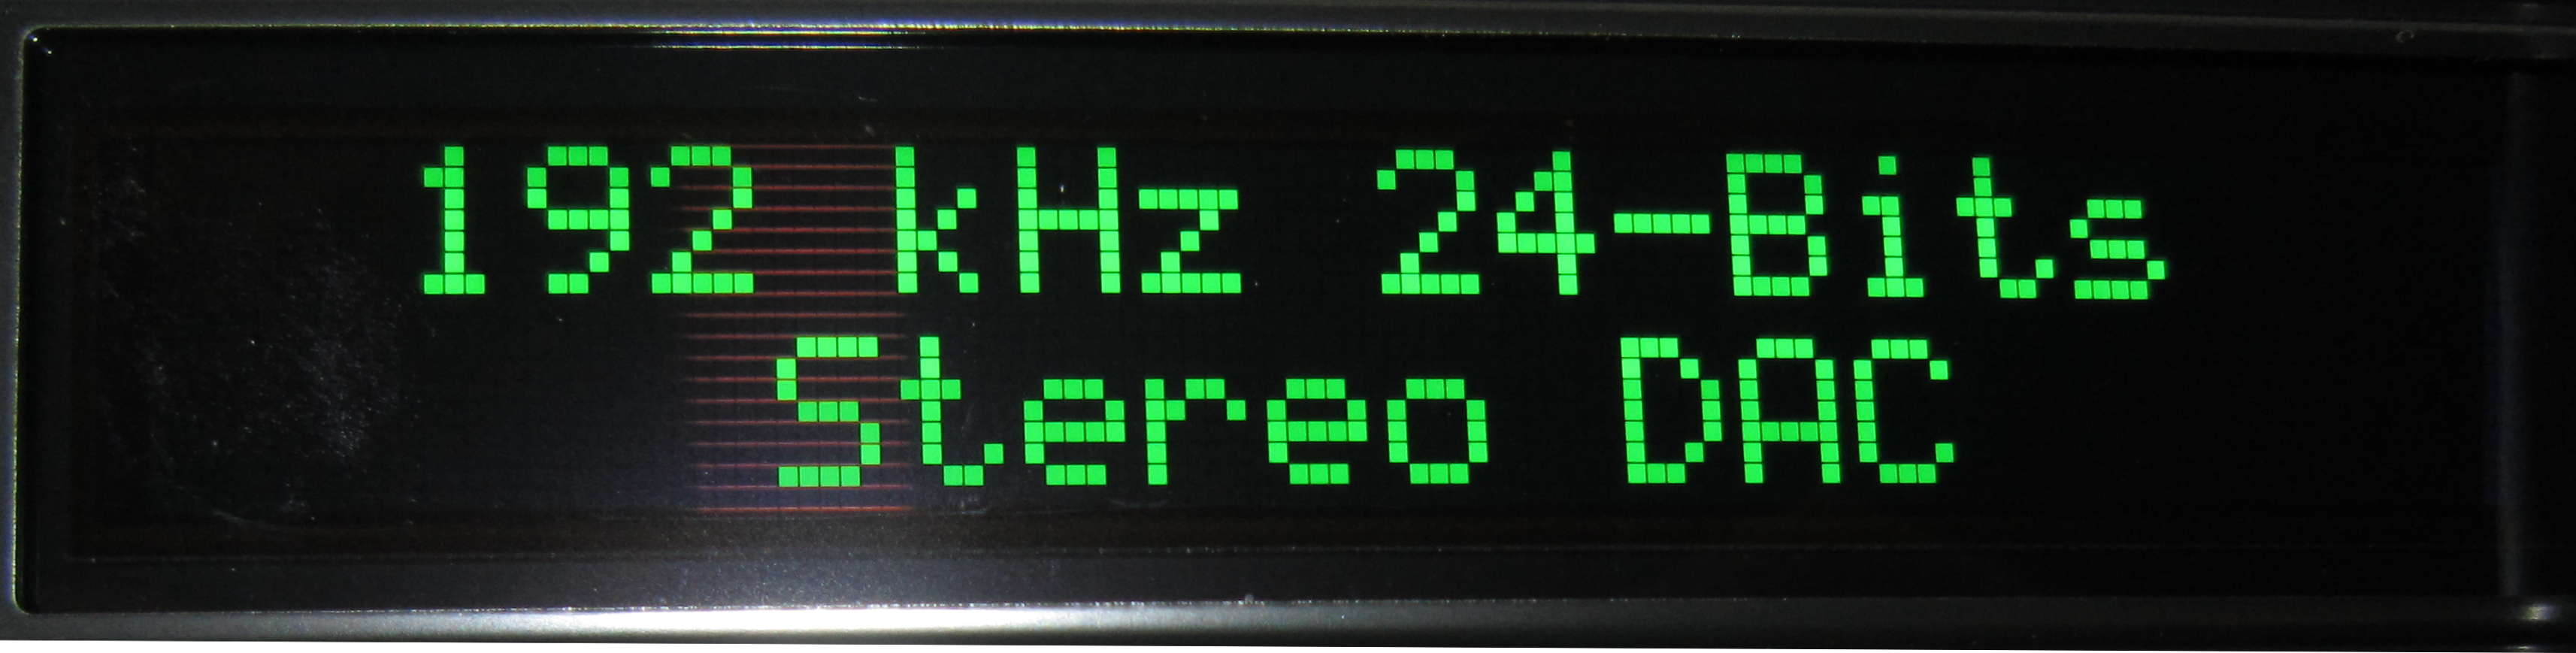 192 kHz 24-Bits
Stereo DAC